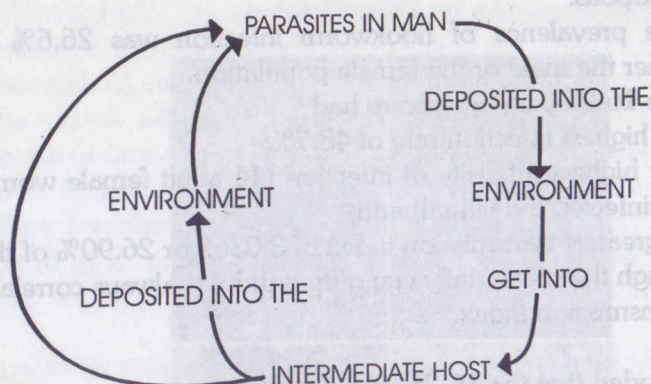 PARASITES IN MAN
DEPOSITED INTO THE
ENVIRONMENT
GET INTO
INTERMEDIATE HOST
DEPOSITED INTO THE
ENVIRONMENT